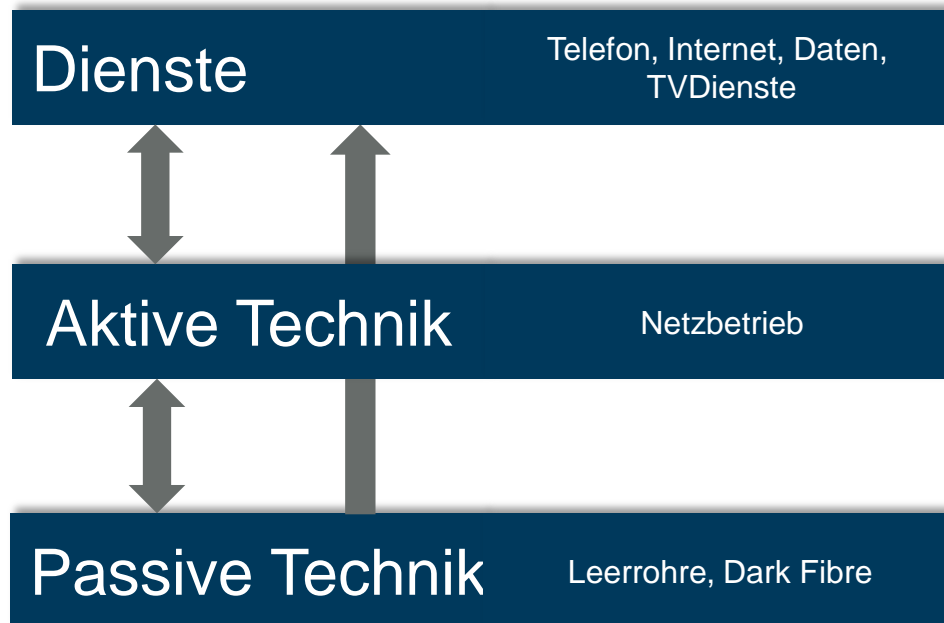 Dienste
Telefon, Internet, Daten,
TVDienste
Aktive Technik
Netzbetrieb
Passive Technik
Leerrohre, Dark Fibre